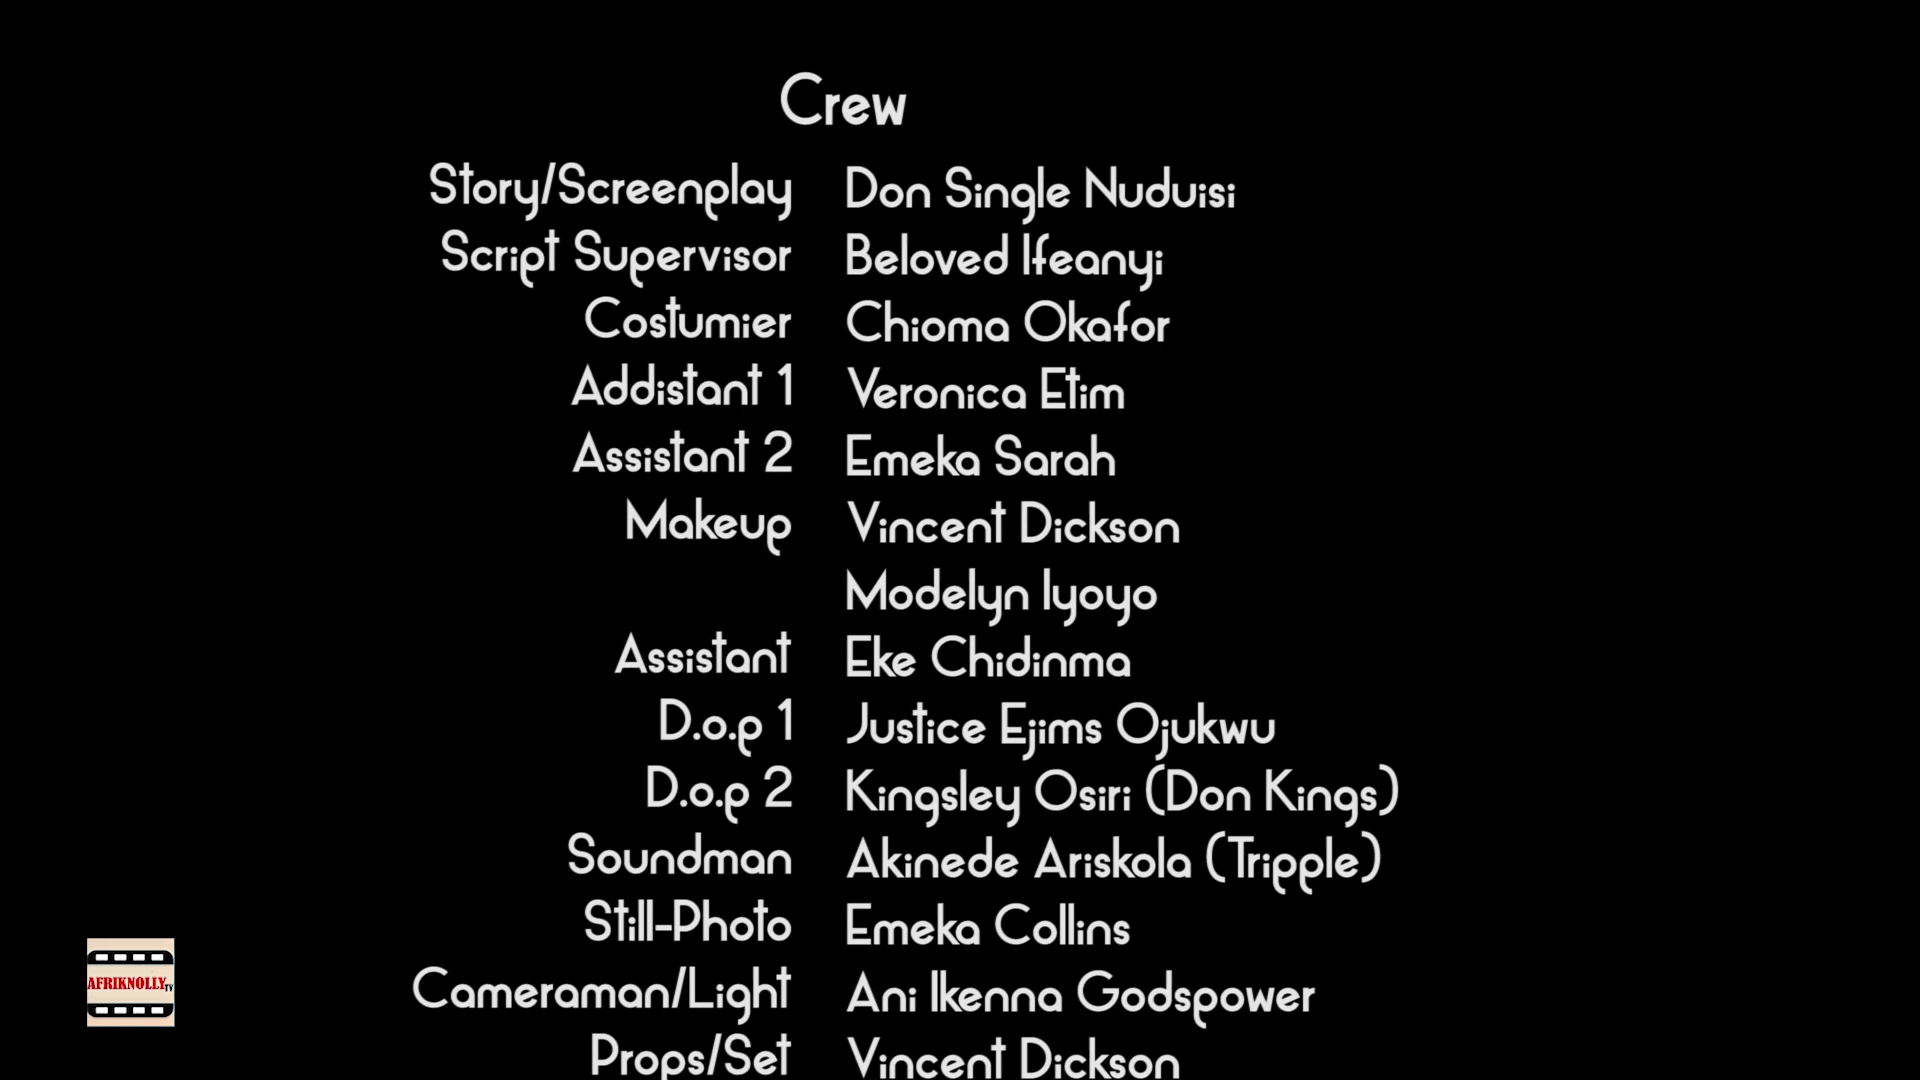 Crew
Story/Screenplay Don Single Nuduisi
Script Supervisor Beloved Ifeanyi
Costumier Chioma Okafor
Addistant 1 Veronica Etim
Assistant 2 Emeka Sarah
Makeup Vincent Dickson
Modelyn Iyoyo
Assistant Eke Chidinma
D.o.p 1 Justice Ejims Ojukwu
D.o.p 2 Kingsley Osiri (Don Kings)
Soundman Akinede Ariskola (Tripple)
Still-Photo Emeka Collins
Cameraman/Light Ani Ikenna Godspower
Props/Set Vincent Dickson
AFRIKNOLLY TV